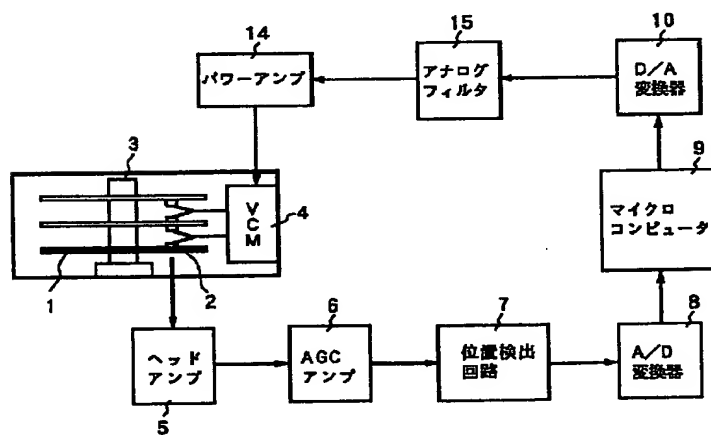 14
パワーアンプ
15
アナログ
フィルタ
10
D/A
変換器
9
マイクロ
コンピュータ
3
V
C
M
4
1
2
ヘッド
アンプ
5
6
AGC
アンプ
7
位置検出
回路
8
A/D
変換器